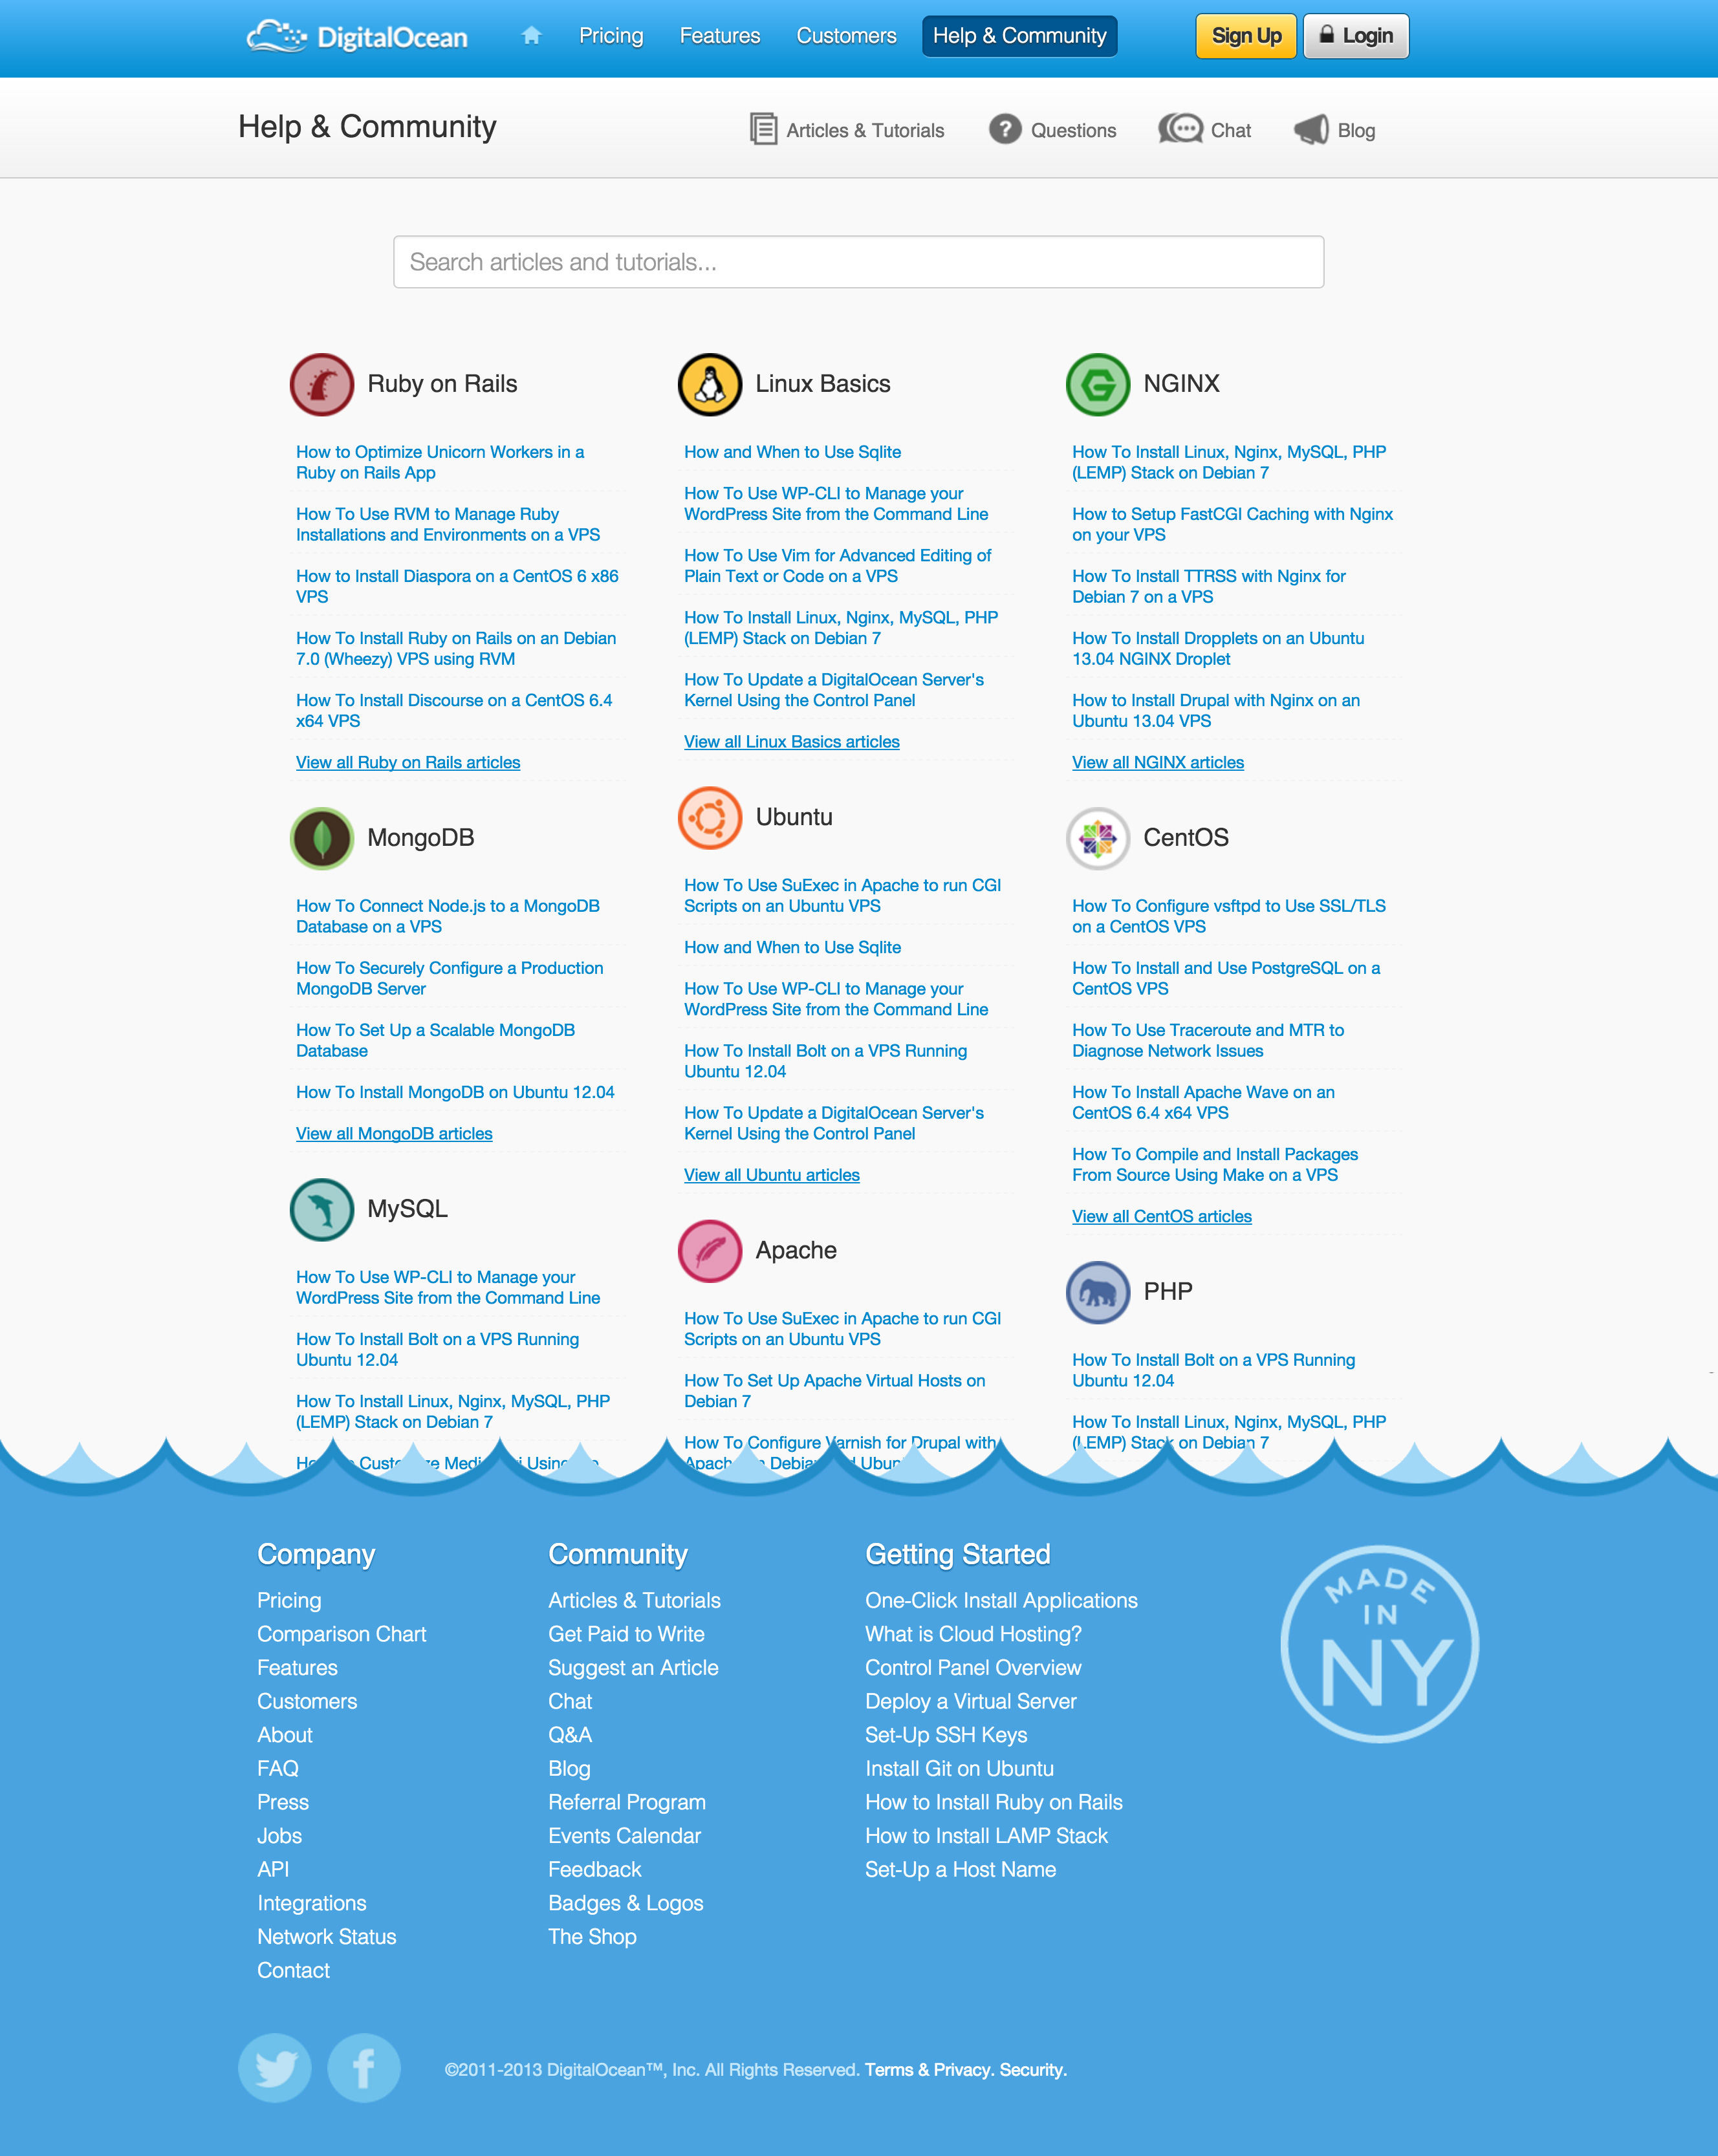 DigitalOcean
Pricing
Features
Customers
Help & Community
Sign Up
Login
Help & Community
Articles & Tutorials
Questions
Chat
Blog
Search articles and tutorials...
Ruby on Rails
How to Optimize Unicorn Workers in a
Ruby on Rails App
How To Use RVM to Manage Ruby
Installations and Environments on a VPS
How to Install Diaspora on a CentOS 6 x86
VPS
How To Install Ruby on Rails on an Debian
7.0 (Wheezy) VPS using RVM
How To Install Discourse on a CentOS 6.4
x64 VPS
View all Ruby on Rails articles
MongoDB
How To Connect Node.js to a MongoDB
Database on a VPS
How To Securely Configure a Production
MongoDB Server
How To Set Up a Scalable MongoDB
Database
How To Install MongoDB on Ubuntu 12.04
View all MongoDB articles
MySQL
How To Use WP-CLI to Manage your
WordPress Site from the Command Line
How To Install Bolt on a VPS Running
Ubuntu 12.04
How To Install Linux, Nginx, MySQL, PHP
(LEMP) Stack on Debian 7
Linux Basics
How and When to Use Sqlite
How To Use WP-CLI to Manage your
WordPress Site from the Command Line
How To Use Vim for Advanced Editing of
Plain Text or Code on a VPS
How To Install Linux, Nginx, MySQL, PHP
(LEMP) Stack on Debian 7
How To Update a DigitalOcean Server's
Kernel Using the Control Panel
View all Linux Basics articles
Ubuntu
How To Use SuExec in Apache to run CGI
Scripts on an Ubuntu VPS
How and When to Use Sqlite
How To Use WP-CLI to Manage your
WordPress Site from the Command Line
How To Install Bolt on a VPS Running
Ubuntu 12.04
How To Update a DigitalOcean Server's
Kernel Using the Control Panel
View all Ubuntu articles
Apache
How To Use SuExec in Apache to run CGI
Scripts on an Ubuntu VPS
How To Set Up Apache Virtual Hosts on
Debian 7
How To Configure Varnish for Drupal with
NGINX
How To Install Linux, Nginx, MySQL, PHP
(LEMP) Stack on Debian 7
How to Setup FastCGI Caching with Nginx
on your VPS
How To Install TTRSS with Nginx for
Debian 7 on a VPS
How To Install Dropplets on an Ubuntu
13.04 NGINX Droplet
How to Install Drupal with Nginx on an
Ubuntu 13.04 VPS
View all NGINX articles
CentOS
How To Configure vsftpd to Use SSL/TLS
on a CentOS VPS
How To Install and Use PostgreSQL on a
CentOS VPS
How To Use Traceroute and MTR to
Diagnose Network Issues
How To Install Apache Wave on an
CentOS 6.4 x64 VPS
How To Compile and Install Packages
From Source Using Make on a VPS
View all CentOS articles
PHP
How To Install Bolt on a VPS Running
Ubuntu 12.04
How To Install Linux, Nginx, MySQL, PHP
(LEMP) Stack on Debian 7
Company
Pricing
Comparison Chart
Features
Customers
About
FAQ
Press
Jobs
API
Integrations
Network Status
Contact
Community
Articles & Tutorials
Get Paid to Write
Suggest an Article
Chat
Q&A
Blog
Referral Program
Events Calendar
Feedback
Badges & Logos
The Shop
Getting Started
One-Click Install Applications
What is Cloud Hosting?
Control Panel Overview
Deploy a Virtual Server
Set-Up SSH Keys
Install Git on Ubuntu
How to Install Ruby on Rails
How to Install LAMP Stack
Set-Up a Host Name
MADE
IN
NY
©2011-2013 DigitalOcean™, Inc. All Rights Reserved. Terms & Privacy. Security.